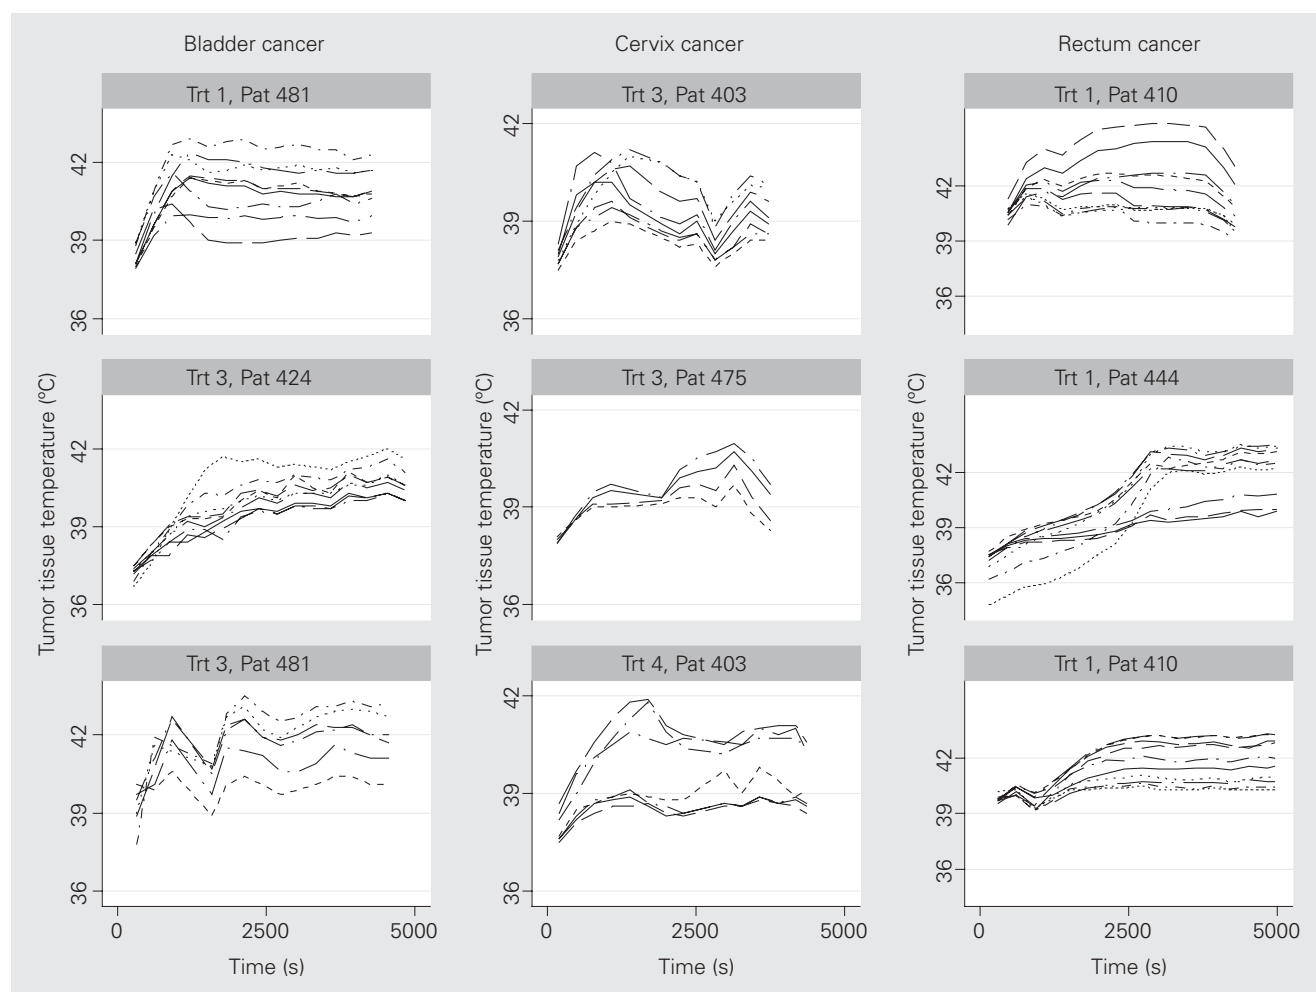 Bladder cancer
Cervix cancer
Rectum cancer
Trt 1, Pat 481
Trt 3, Pat 403
Trt 1, Pat 410
42
39
36
42
39
36
42
39
36
Tumor tissue temperature (ºC)
Tumor tissue temperature (ºC)
Tumor tissue temperature (ºC)
Trt 3, Pat 424
Trt 3, Pat 475
Trt 1, Pat 444
42
39
36
42
39
36
42
39
36
Trt 3, Pat 481
Trt 4, Pat 403
Trt 1, Pat 410
42
39
36
42
39
36
42
39
36
0 2500 5000
0 2500 5000
0 2500 5000
Time (s)
Time (s)
Time (s)